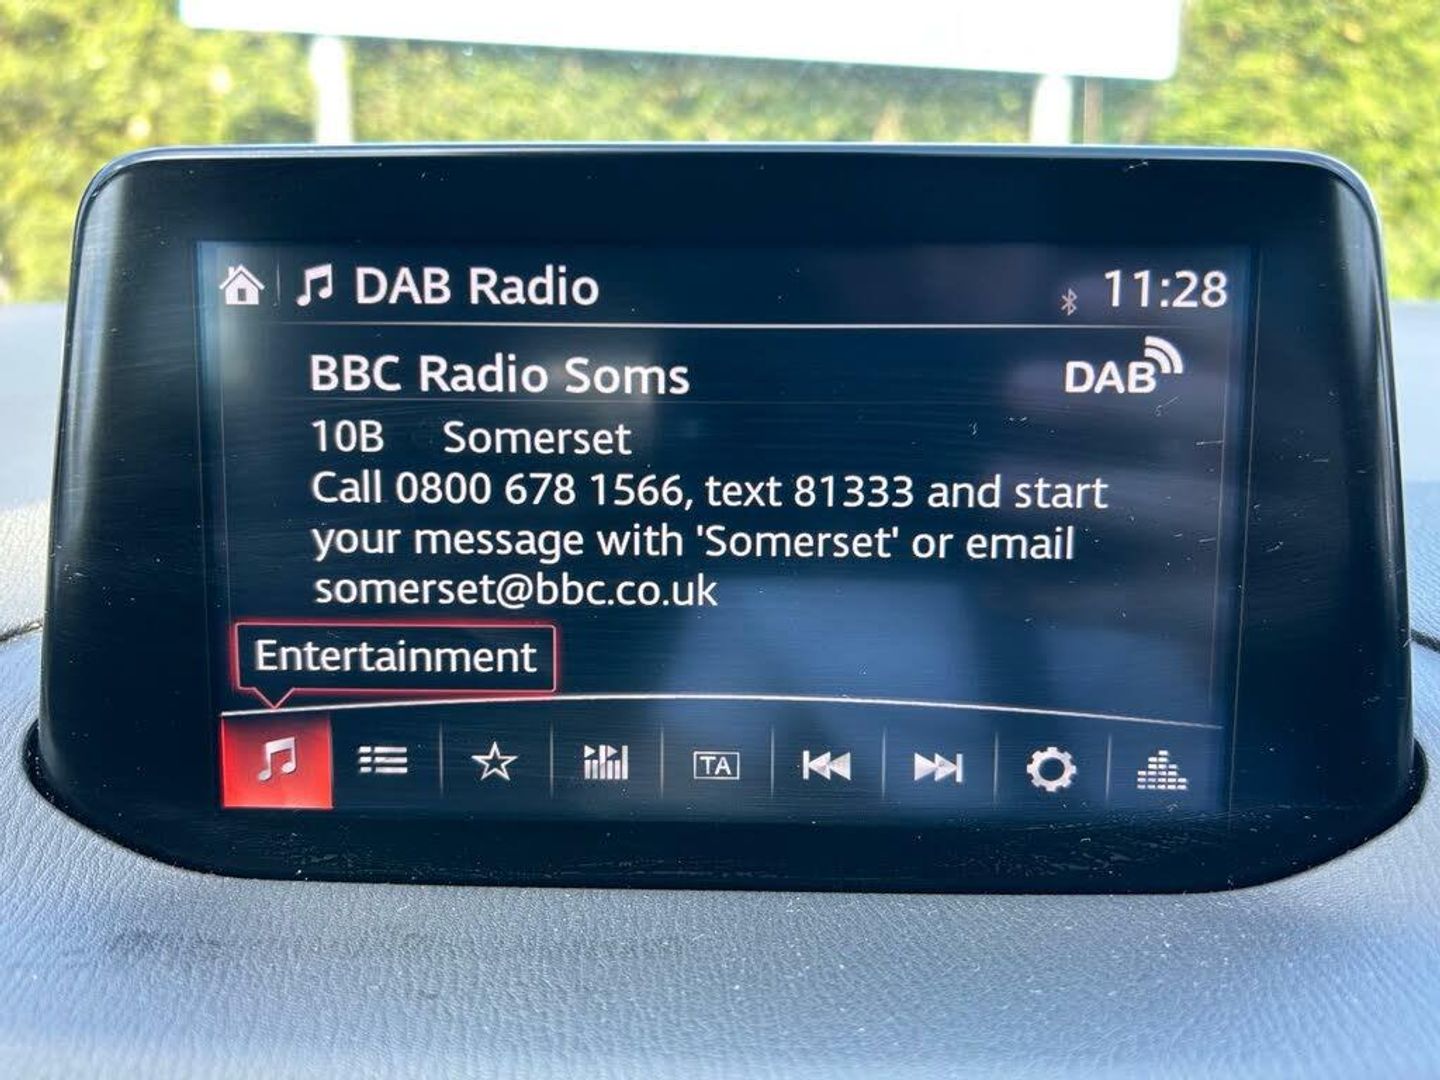 DAB Radio 11:28
BBC Radio Soms DAB
10B Somerset
Call 0800 678 1566, text 81333 and start
your message with 'Somerset' or email
somerset@bbc.co.uk
Entertainment
TA